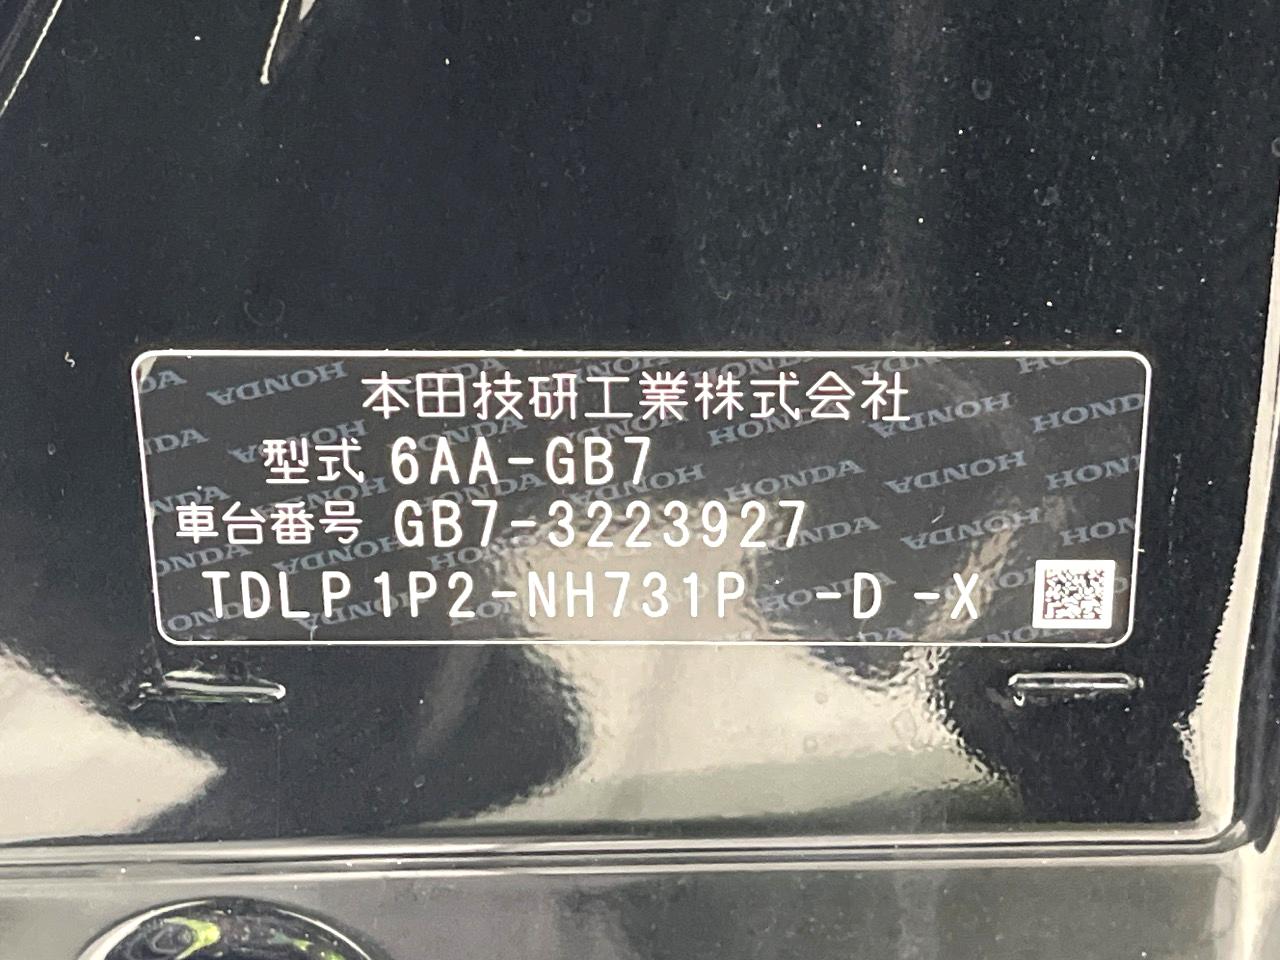 本田技研工業株式会社
型式 6AA-GB7
車台番号 GB7-3223927
TDLP1P2-NH731P -D -X